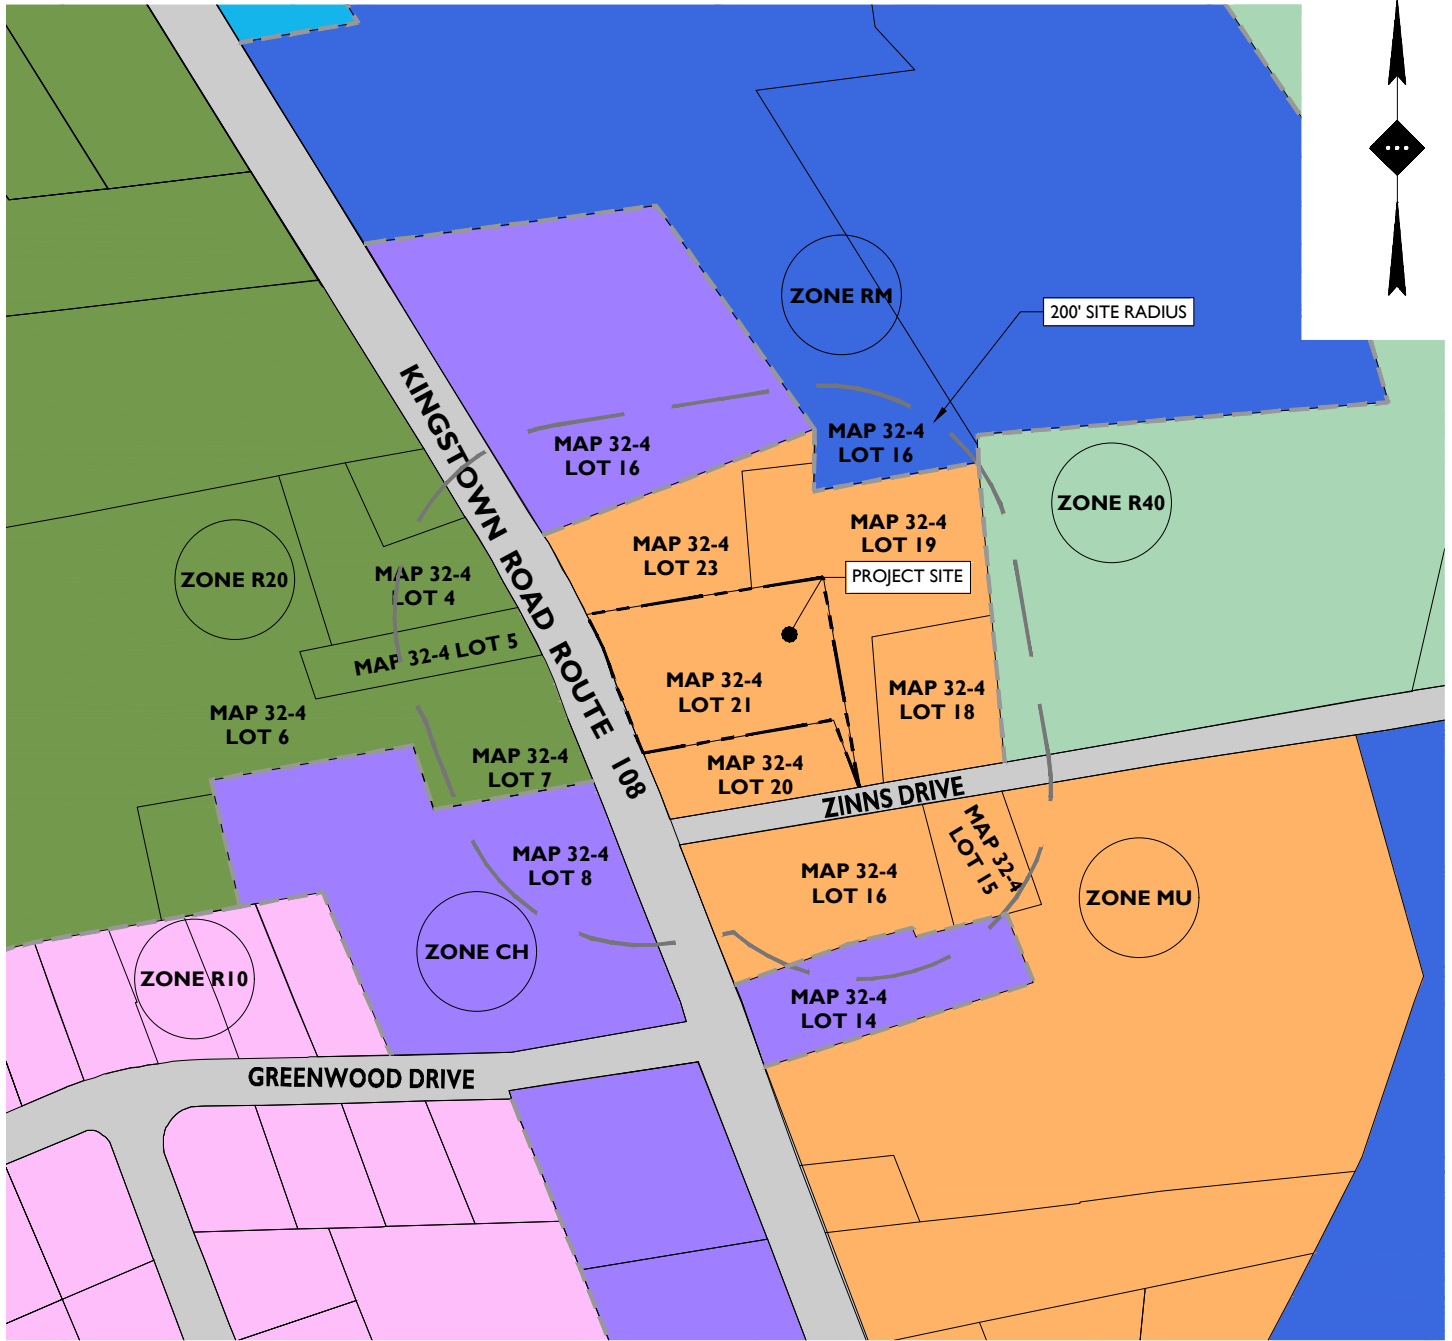 ZONE RM
200' SITE RADIUS
KINGSTOWN ROAD ROUTE 108
MAP 32-4
LOT 16
MAP 32-4
LOT 16
ZONE R40
MAP 32-4
LOT 23
MAP 32-4
LOT 19
PROJECT SITE
ZONE R20
MAP 32-4
LOT 4
MAP 32-4 LOT 5
MAP 32-4
LOT 6
MAP 32-4
LOT 21
MAP 32-4
LOT 18
MAP 32-4
LOT 7
MAP 32-4
LOT 20
ZINNS DRIVE
MAP 32-4
LOT 8
MAP 32-4
LOT 16
MAP 32-4
LOT 15
ZONE MU
ZONE CH
ZONE R10
MAP 32-4
LOT 14
GREENWOOD DRIVE